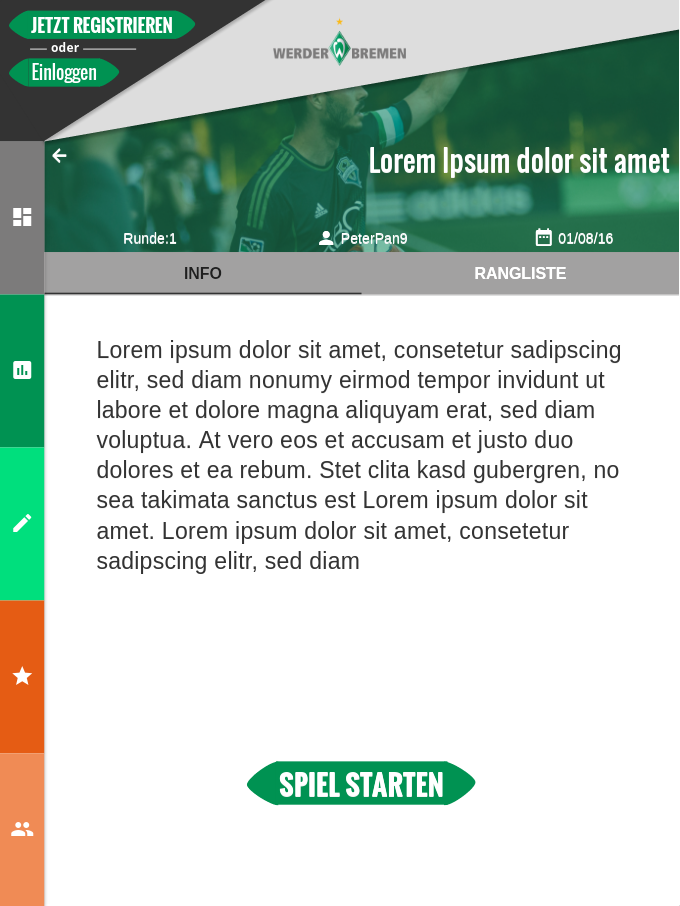 JETZT REGISTRIEREN
oder
Einloggen
WERDER BREMEN
Lorem Ipsum dolor sit amet
adidas
Runde:1
PeterPan9
01/08/16
INFO
RANGLISTE
Lorem ipsum dolor sit amet, consetetur sadipscing
elitr, sed diam nonumy eirmod tempor invidunt ut
labore et dolore magna aliquyam erat, sed diam
voluptua. At vero eos et accusam et justo duo
dolores et ea rebum. Stet clita kasd gubergren, no
sea takimata sanctus est Lorem ipsum dolor sit
amet. Lorem ipsum dolor sit amet, consetetur
sadipscing elitr, sed diam
SPIEL STARTEN